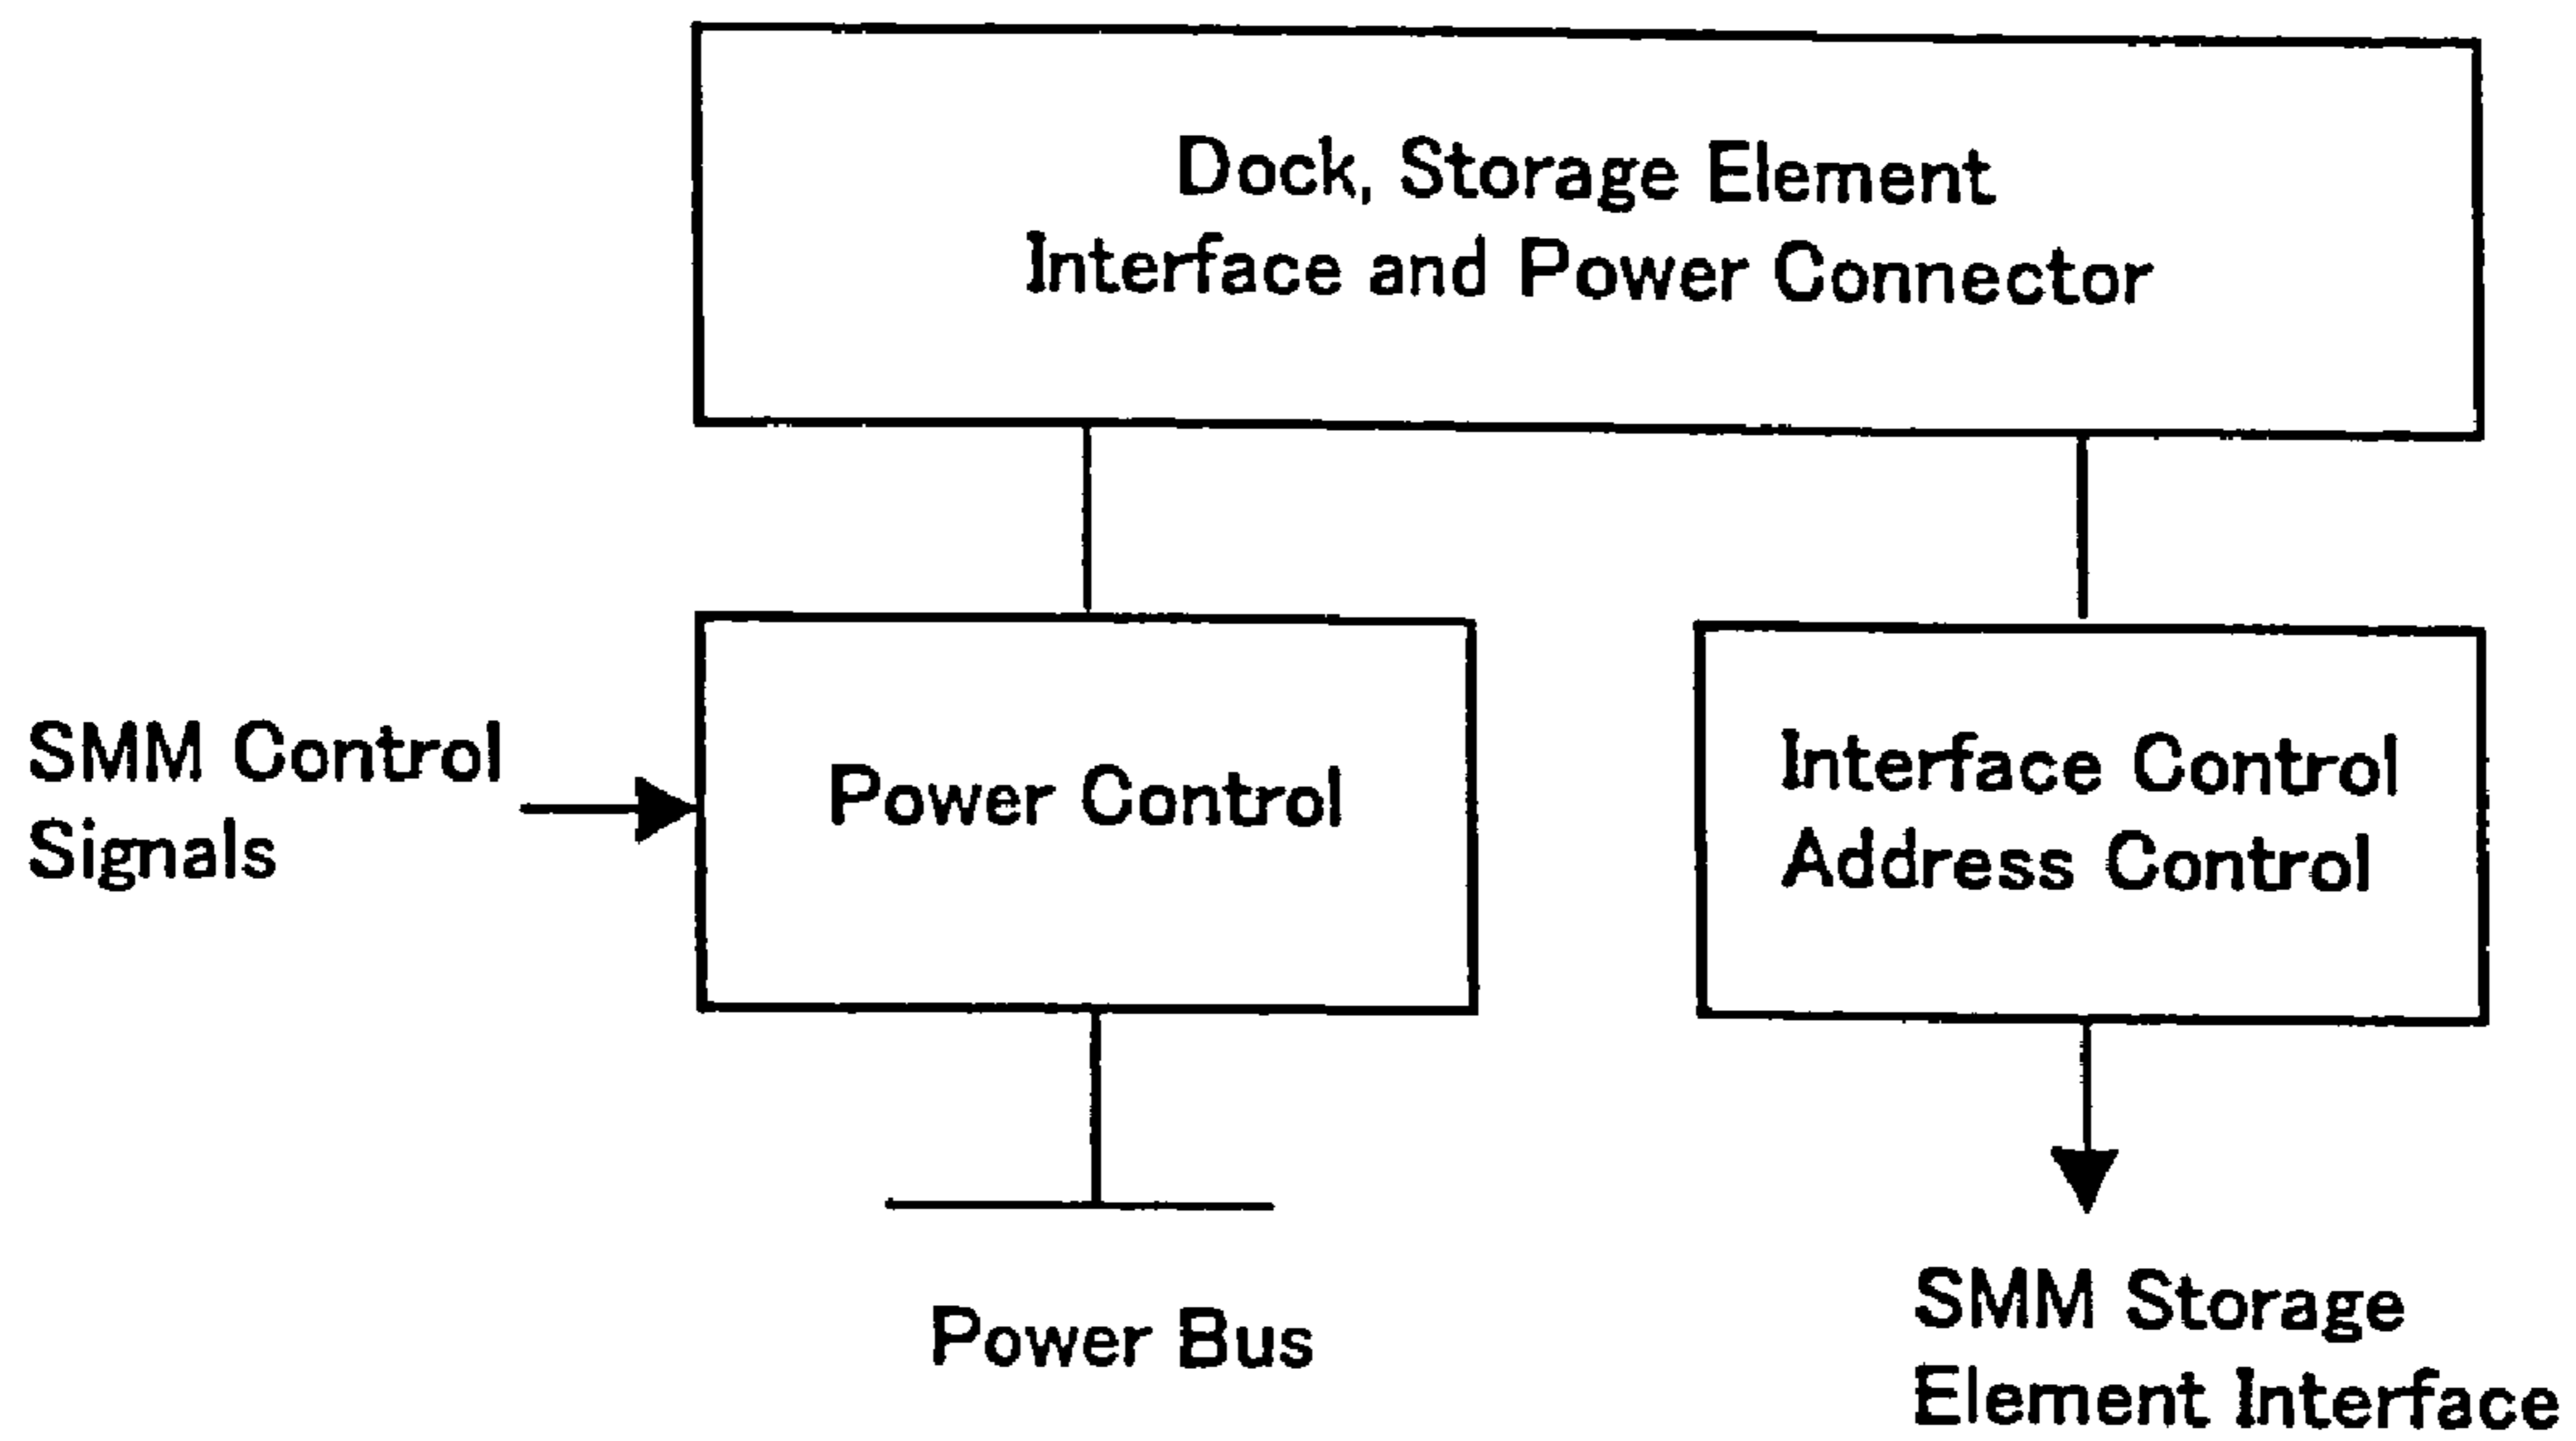 Dock, Storage Element
Interface and Power Connector
SMM Control
Signals
Power Control
Interface Control
Address Control
Power Bus
SMM Storage
Element Interface